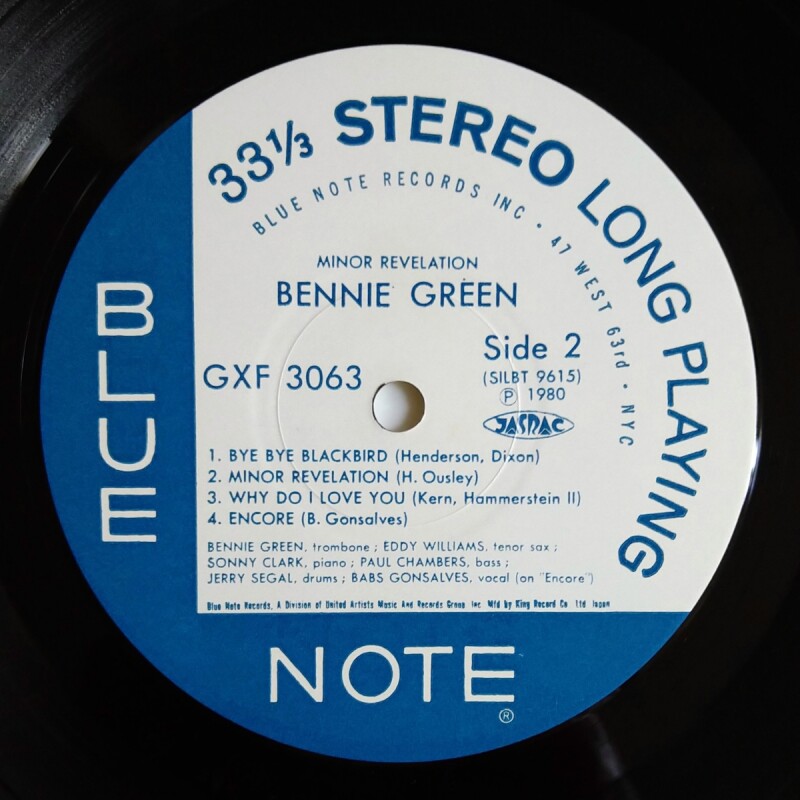 33⅓ STEREO LONG PLAYING
BLUE NOTE RECORDS INC • 47 WEST 63rd • NYC
MINOR REVELATION
BENNIE GREEN
Side 2
GXF 3063
(SILBT 9615)
Ⓟ 1980
JASRAC
1. BYE BYE BLACKBIRD (Henderson, Dixon)
2. MINOR REVELATION (H. Ousley)
3. WHY DO I LOVE YOU (Kern, Hammerstein II)
4. ENCORE (B. Gonsalves)
BENNIE GREEN, trombone ; EDDY WILLIAMS, tenor sax ;
SONNY CLARK, piano ; PAUL CHAMBERS, bass ;
JERRY SEGAL, drums ; BABS GONSALVES, vocal (on "Encore")
Blue Note Records, A Division of United Artists Music And Records Group Inc Mfd by King Record Co. Ltd Japan
BLUE
NOTE
®